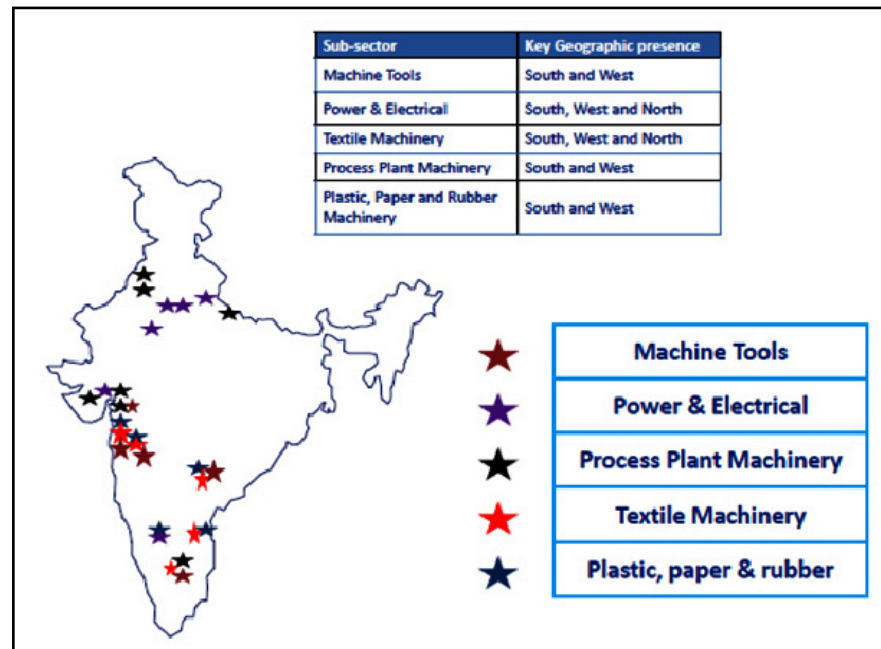 Sub-sector Key Geographic presence
Machine Tools South and West
Power & Electrical South, West and North
Textile Machinery South, West and North
Process Plant Machinery South and West
Plastic, Paper and Rubber
Machinery South and West
Machine Tools
Power & Electrical
Process Plant Machinery
Textile Machinery
Plastic, paper & rubber